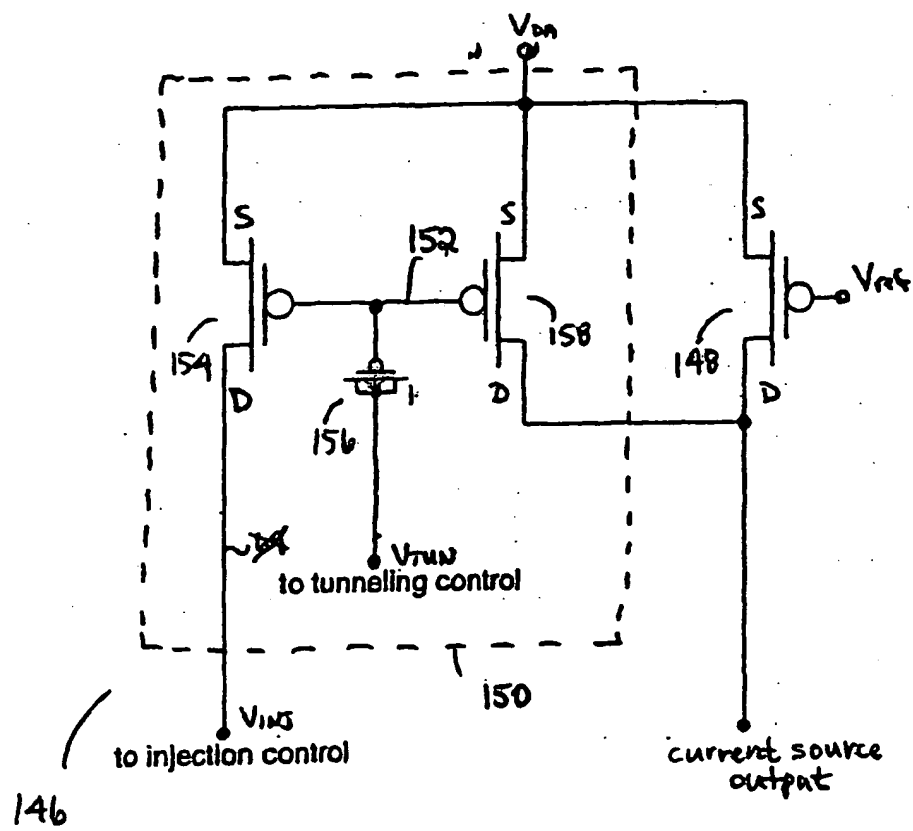 VDA
S
S
S
152
Vref
154
158
148
D
D
D
156
VTUN
to tunneling control
150
VINJ
to injection control
current source
output
146